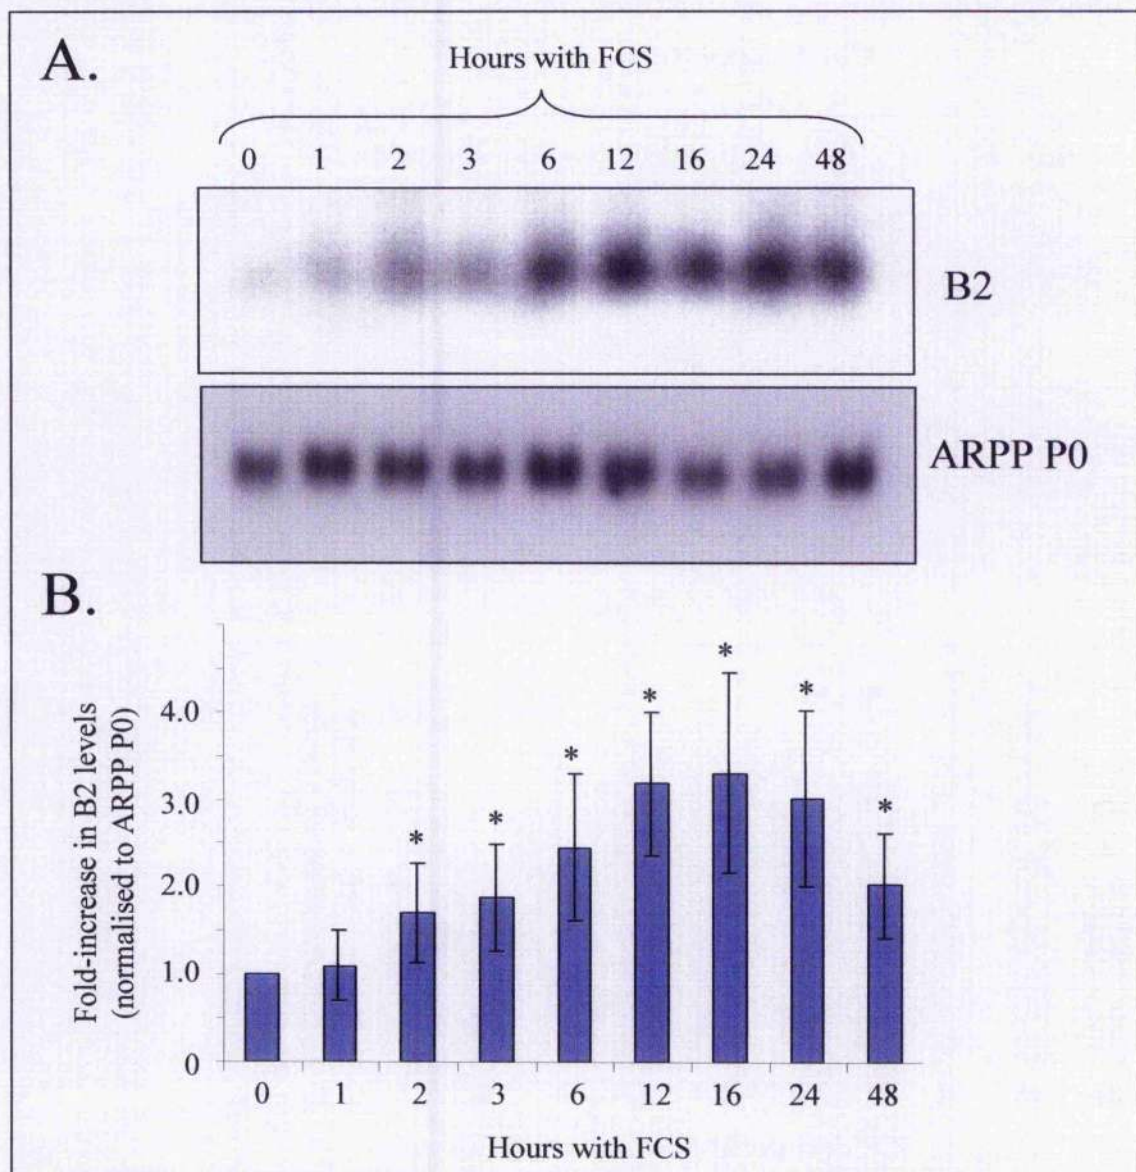 A.
Hours with FCS
0 1 2 3 6 12 16 24 48
B2
ARPP P0
B.
Fold-increase in B2 levels
(normalised to ARPP P0)
4.0
3.0
2.0
1.0
0
* * * * * * *
0 1 2 3 6 12 16 24 48
Hours with FCS